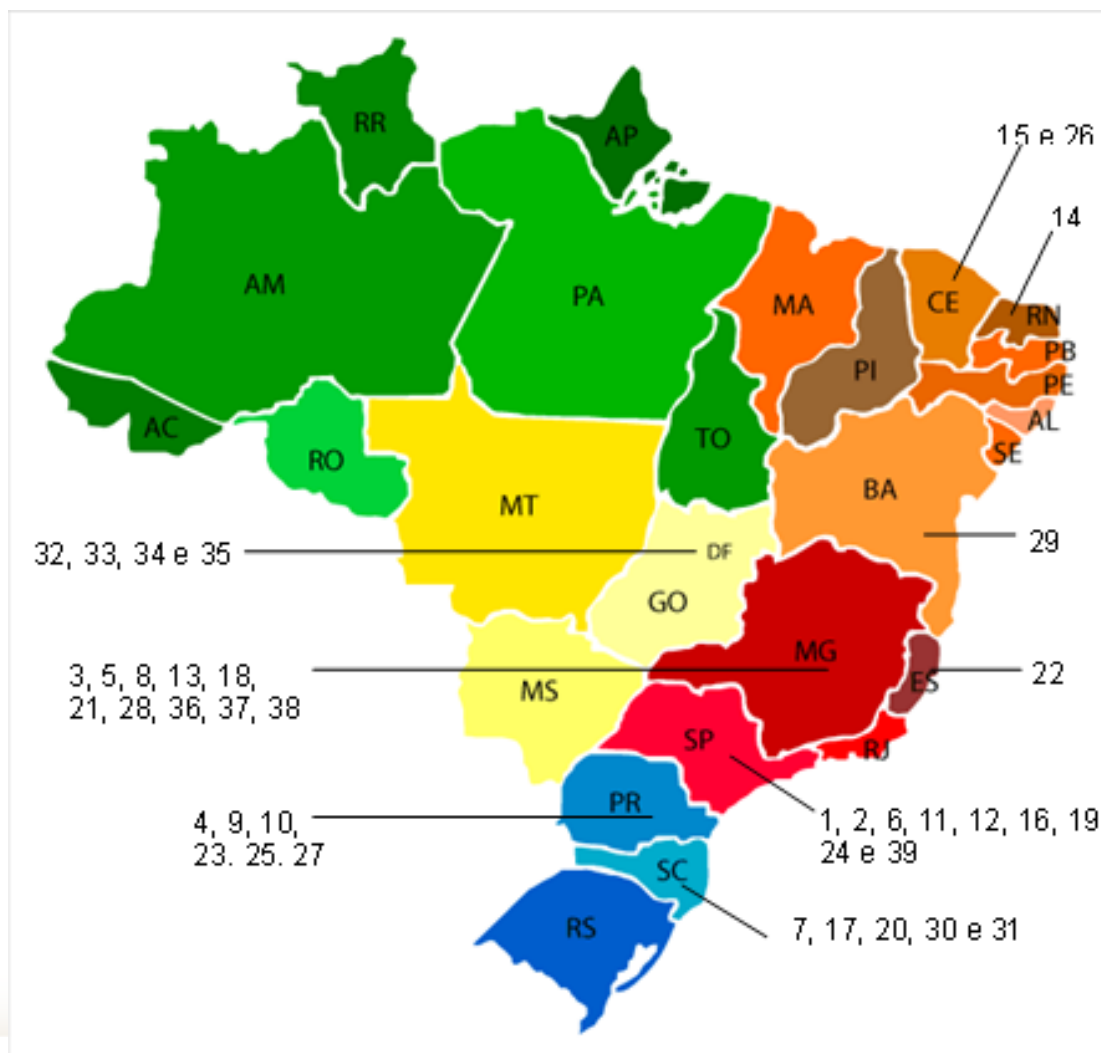 RR
AP
15 e 26
14
AM
PA
MA
CE
RN
PB
PI
PE
AL
AC
TO
SE
RO
BA
MT
32, 33, 34 e 35
DF
29
GO
MG
3, 5, 8, 13, 18,
21, 28, 36, 37, 38
22
ES
MS
SP
RJ
PR
4, 9, 10,
23. 25. 27
1, 2, 6, 11, 12, 16, 19
24 e 39
SC
RS
7, 17, 20, 30 e 31